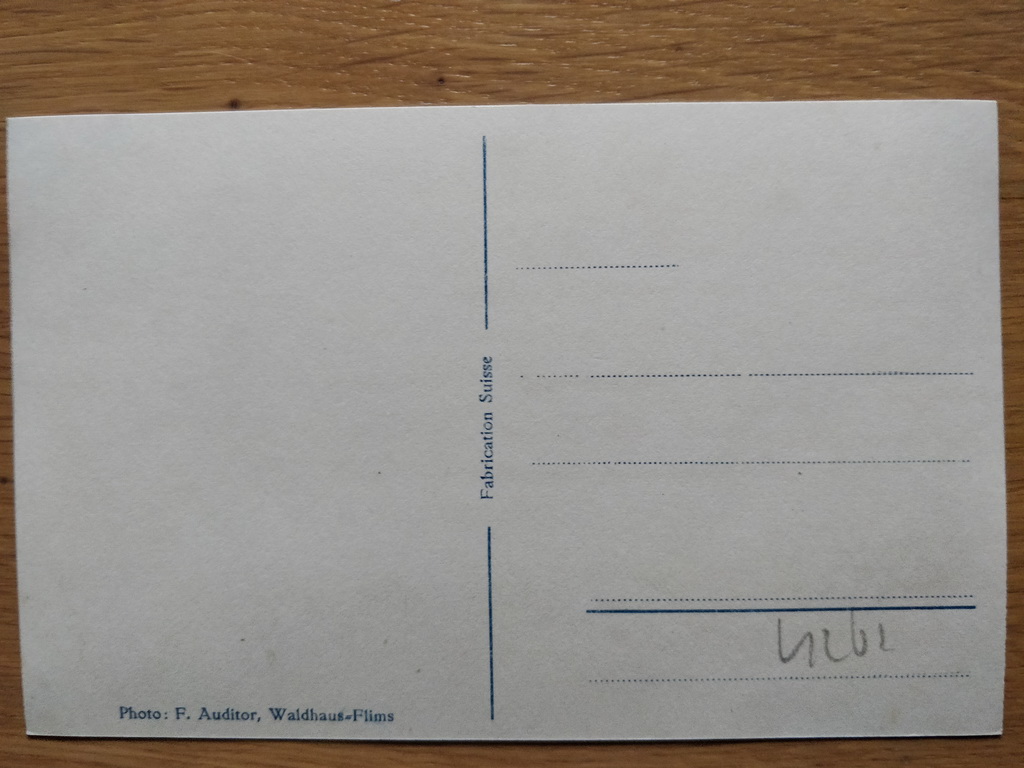 Fabrication Suisse
Photo: F. Auditor, Waldhaus-Flims